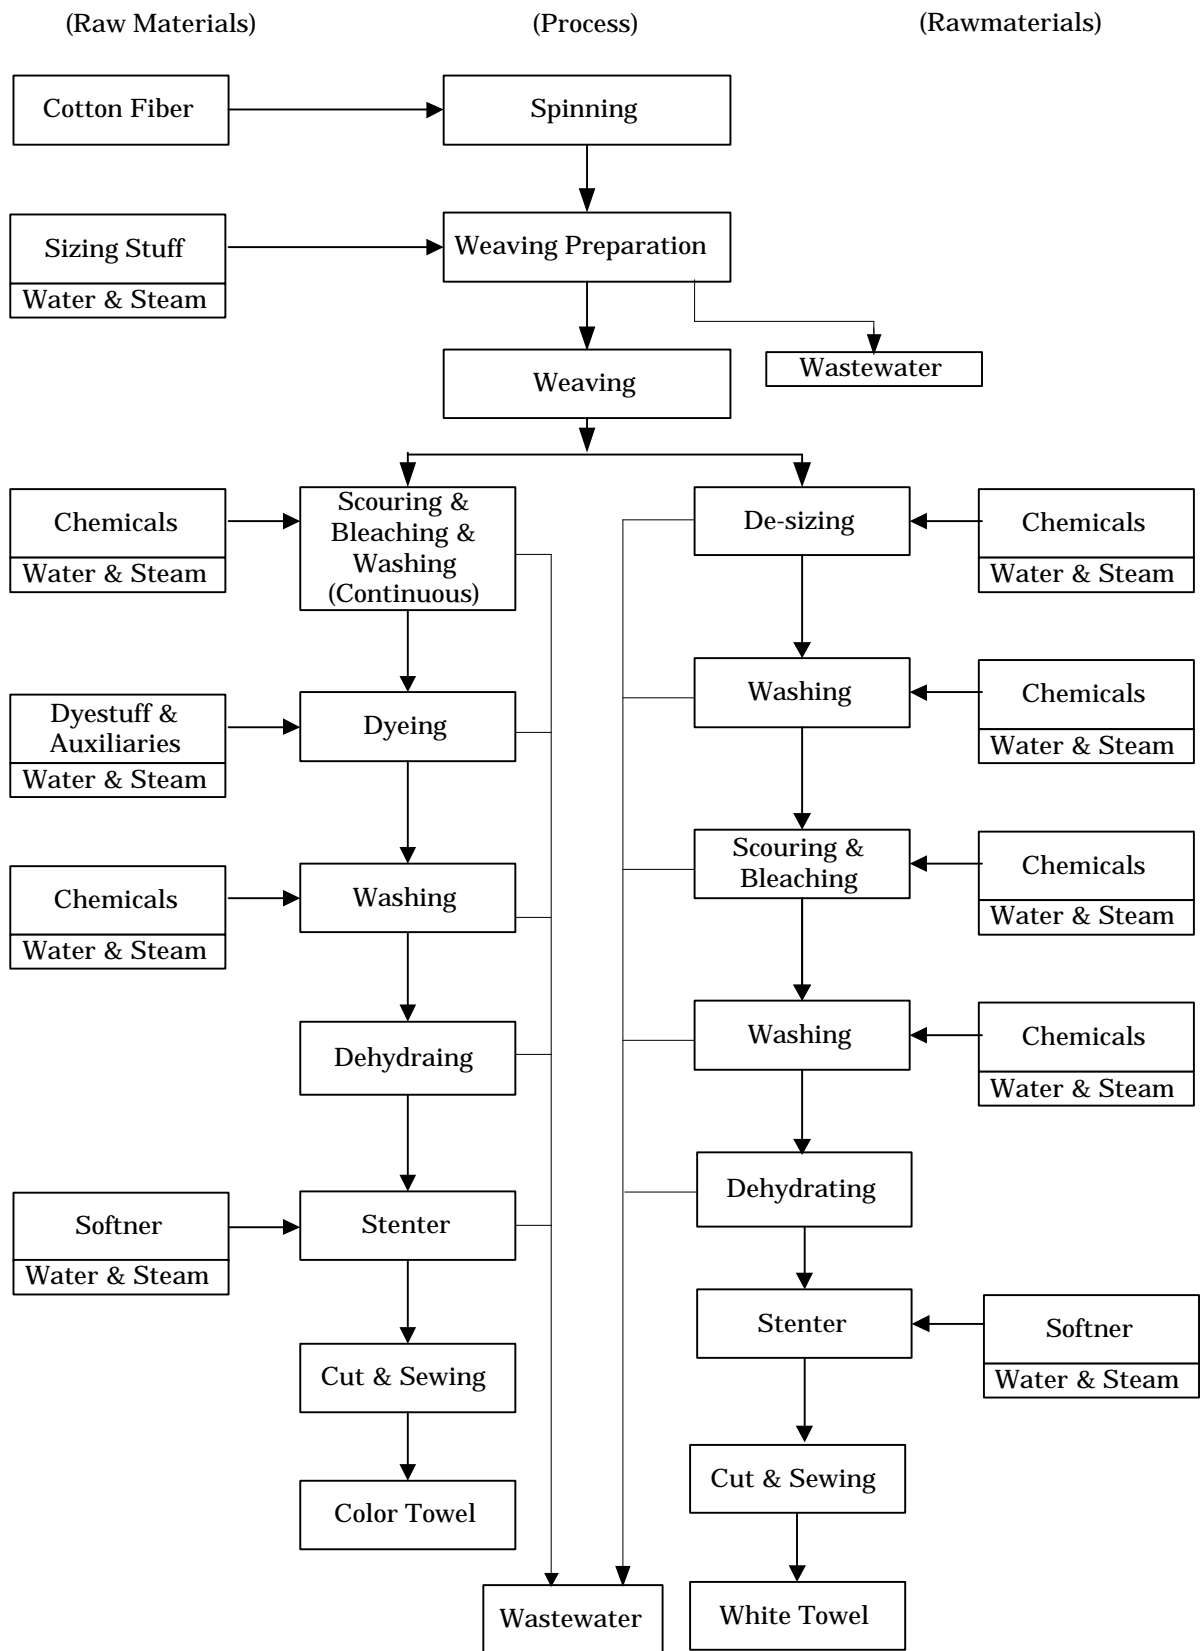 (Raw Materials)
(Process)
(Rawmaterials)
Cotton Fiber
Spinning
Sizing Stuff
Water & Steam
Weaving Preparation
Wastewater
Weaving
Chemicals
Water & Steam
Scouring &
Bleaching &
Washing
(Continuous)
De-sizing
Chemicals
Water & Steam
Dyestuff &
Auxiliaries
Water & Steam
Dyeing
Washing
Chemicals
Water & Steam
Chemicals
Water & Steam
Washing
Scouring &
Bleaching
Chemicals
Water & Steam
Dehydraing
Washing
Chemicals
Water & Steam
Softner
Water & Steam
Stenter
Dehydrating
Stenter
Softner
Water & Steam
Cut & Sewing
Cut & Sewing
Color Towel
Wastewater
White Towel